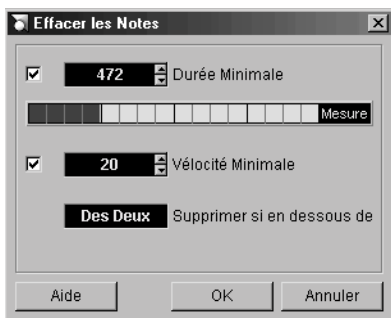 Effacer les Notes
472 Durée Minimale
Mesure
20 Vélocité Minimale
Des Deux Supprimer si en dessous de
Aide OK Annuler